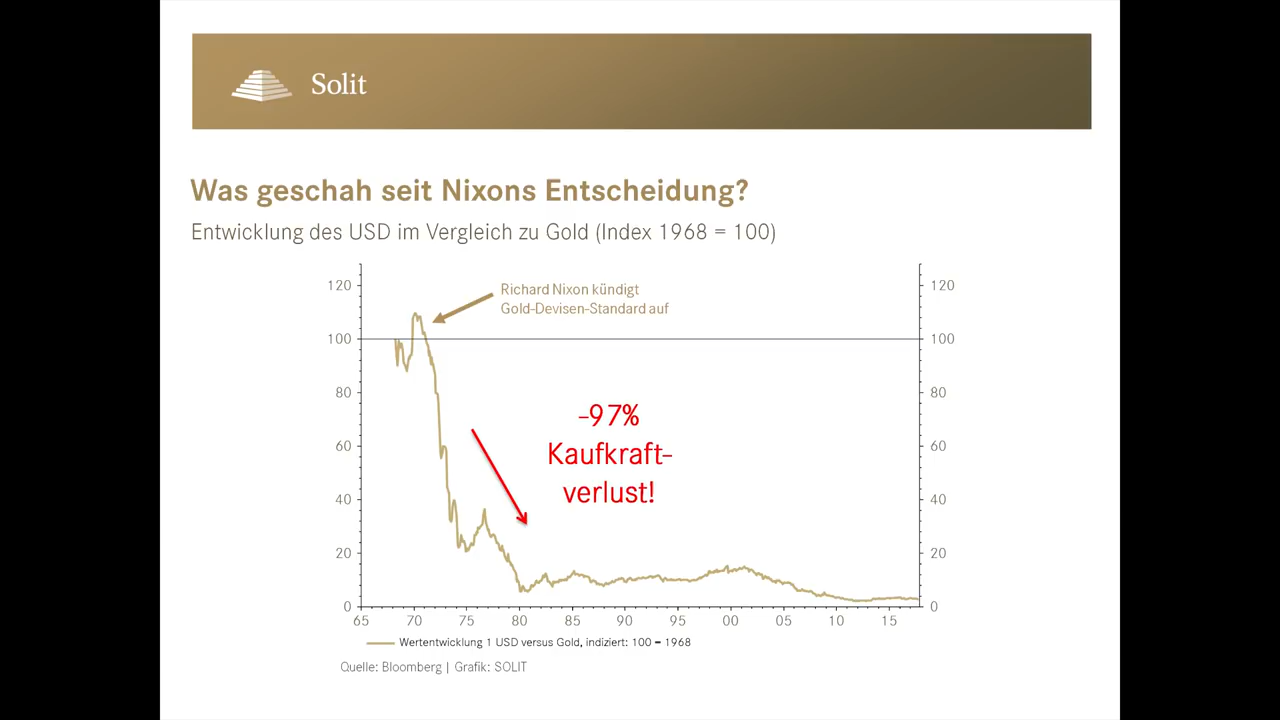 Solit
Was geschah seit Nixons Entscheidung?
Entwicklung des USD im Vergleich zu Gold (Index 1968 = 100)
Richard Nixon kündigt
Gold-Devisen-Standard auf
120 120
100 100
80 80
-97%
Kaufkraft-
verlust!
60 60
40 40
20 20
0 0
65 70 75 80 85 90 95 00 05 10 15
Wertentwicklung 1 USD versus Gold, indiziert: 100 = 1968
Quelle: Bloomberg | Grafik: SOLIT